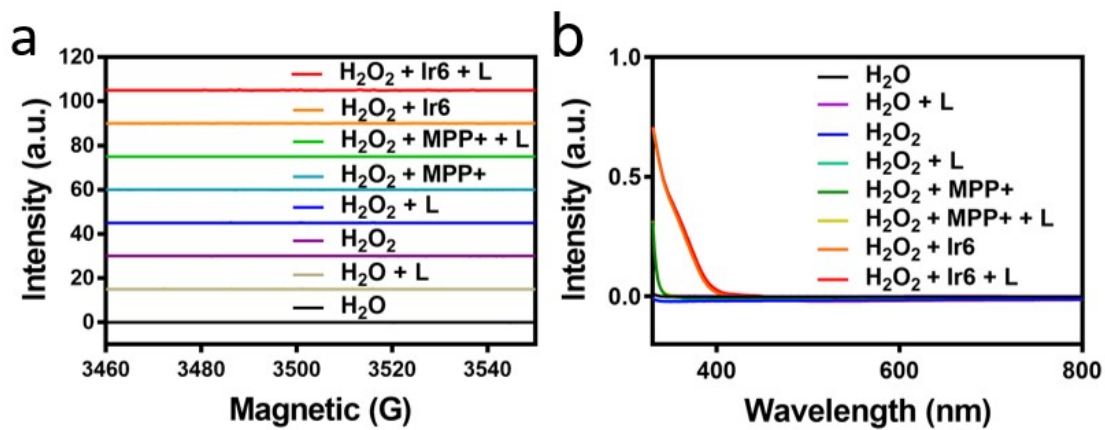 a
Intensity (a.u.)
120
100
80
60
40
20
0
H₂O₂ + Ir6 + L
H₂O₂ + Ir6
H₂O₂ + MPP+ + L
H₂O₂ + MPP+
H₂O₂ + L
H₂O₂
H₂O + L
H₂O
3460 3480 3500 3520 3540
Magnetic (G)
b
Intensity (a.u.)
1.0
0.5
0.0
H₂O
H₂O + L
H₂O₂
H₂O₂ + L
H₂O₂ + MPP+
H₂O₂ + MPP+ + L
H₂O₂ + Ir6
H₂O₂ + Ir6 + L
400 600 800
Wavelength (nm)